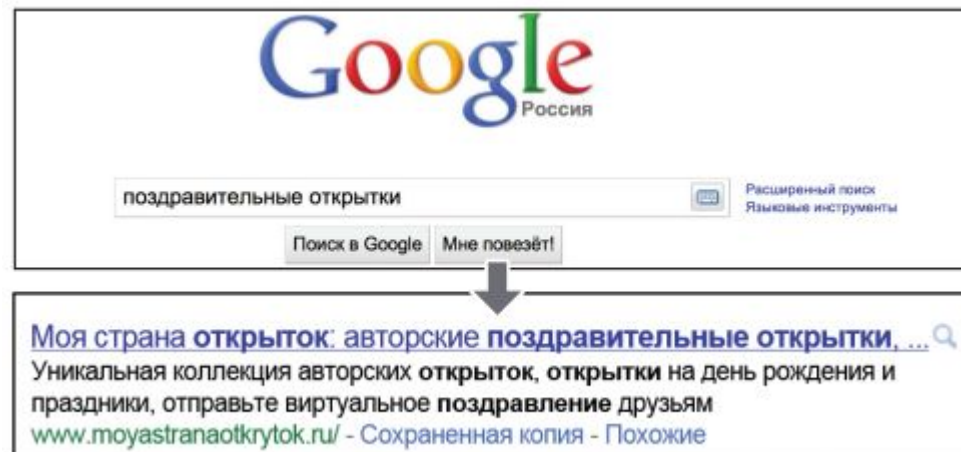 Google
Россия
поздравительные открытки
Расширенный поиск
Языковые инструменты
Поиск в Google Мне повезёт!
Моя страна открыток: авторские поздравительные открытки, ...
Уникальная коллекция авторских открыток, открытки на день рождения и
праздники, отправьте виртуальное поздравление друзьям
www.moyastranaotkrytok.ru/ - Сохраненная копия - Похожие